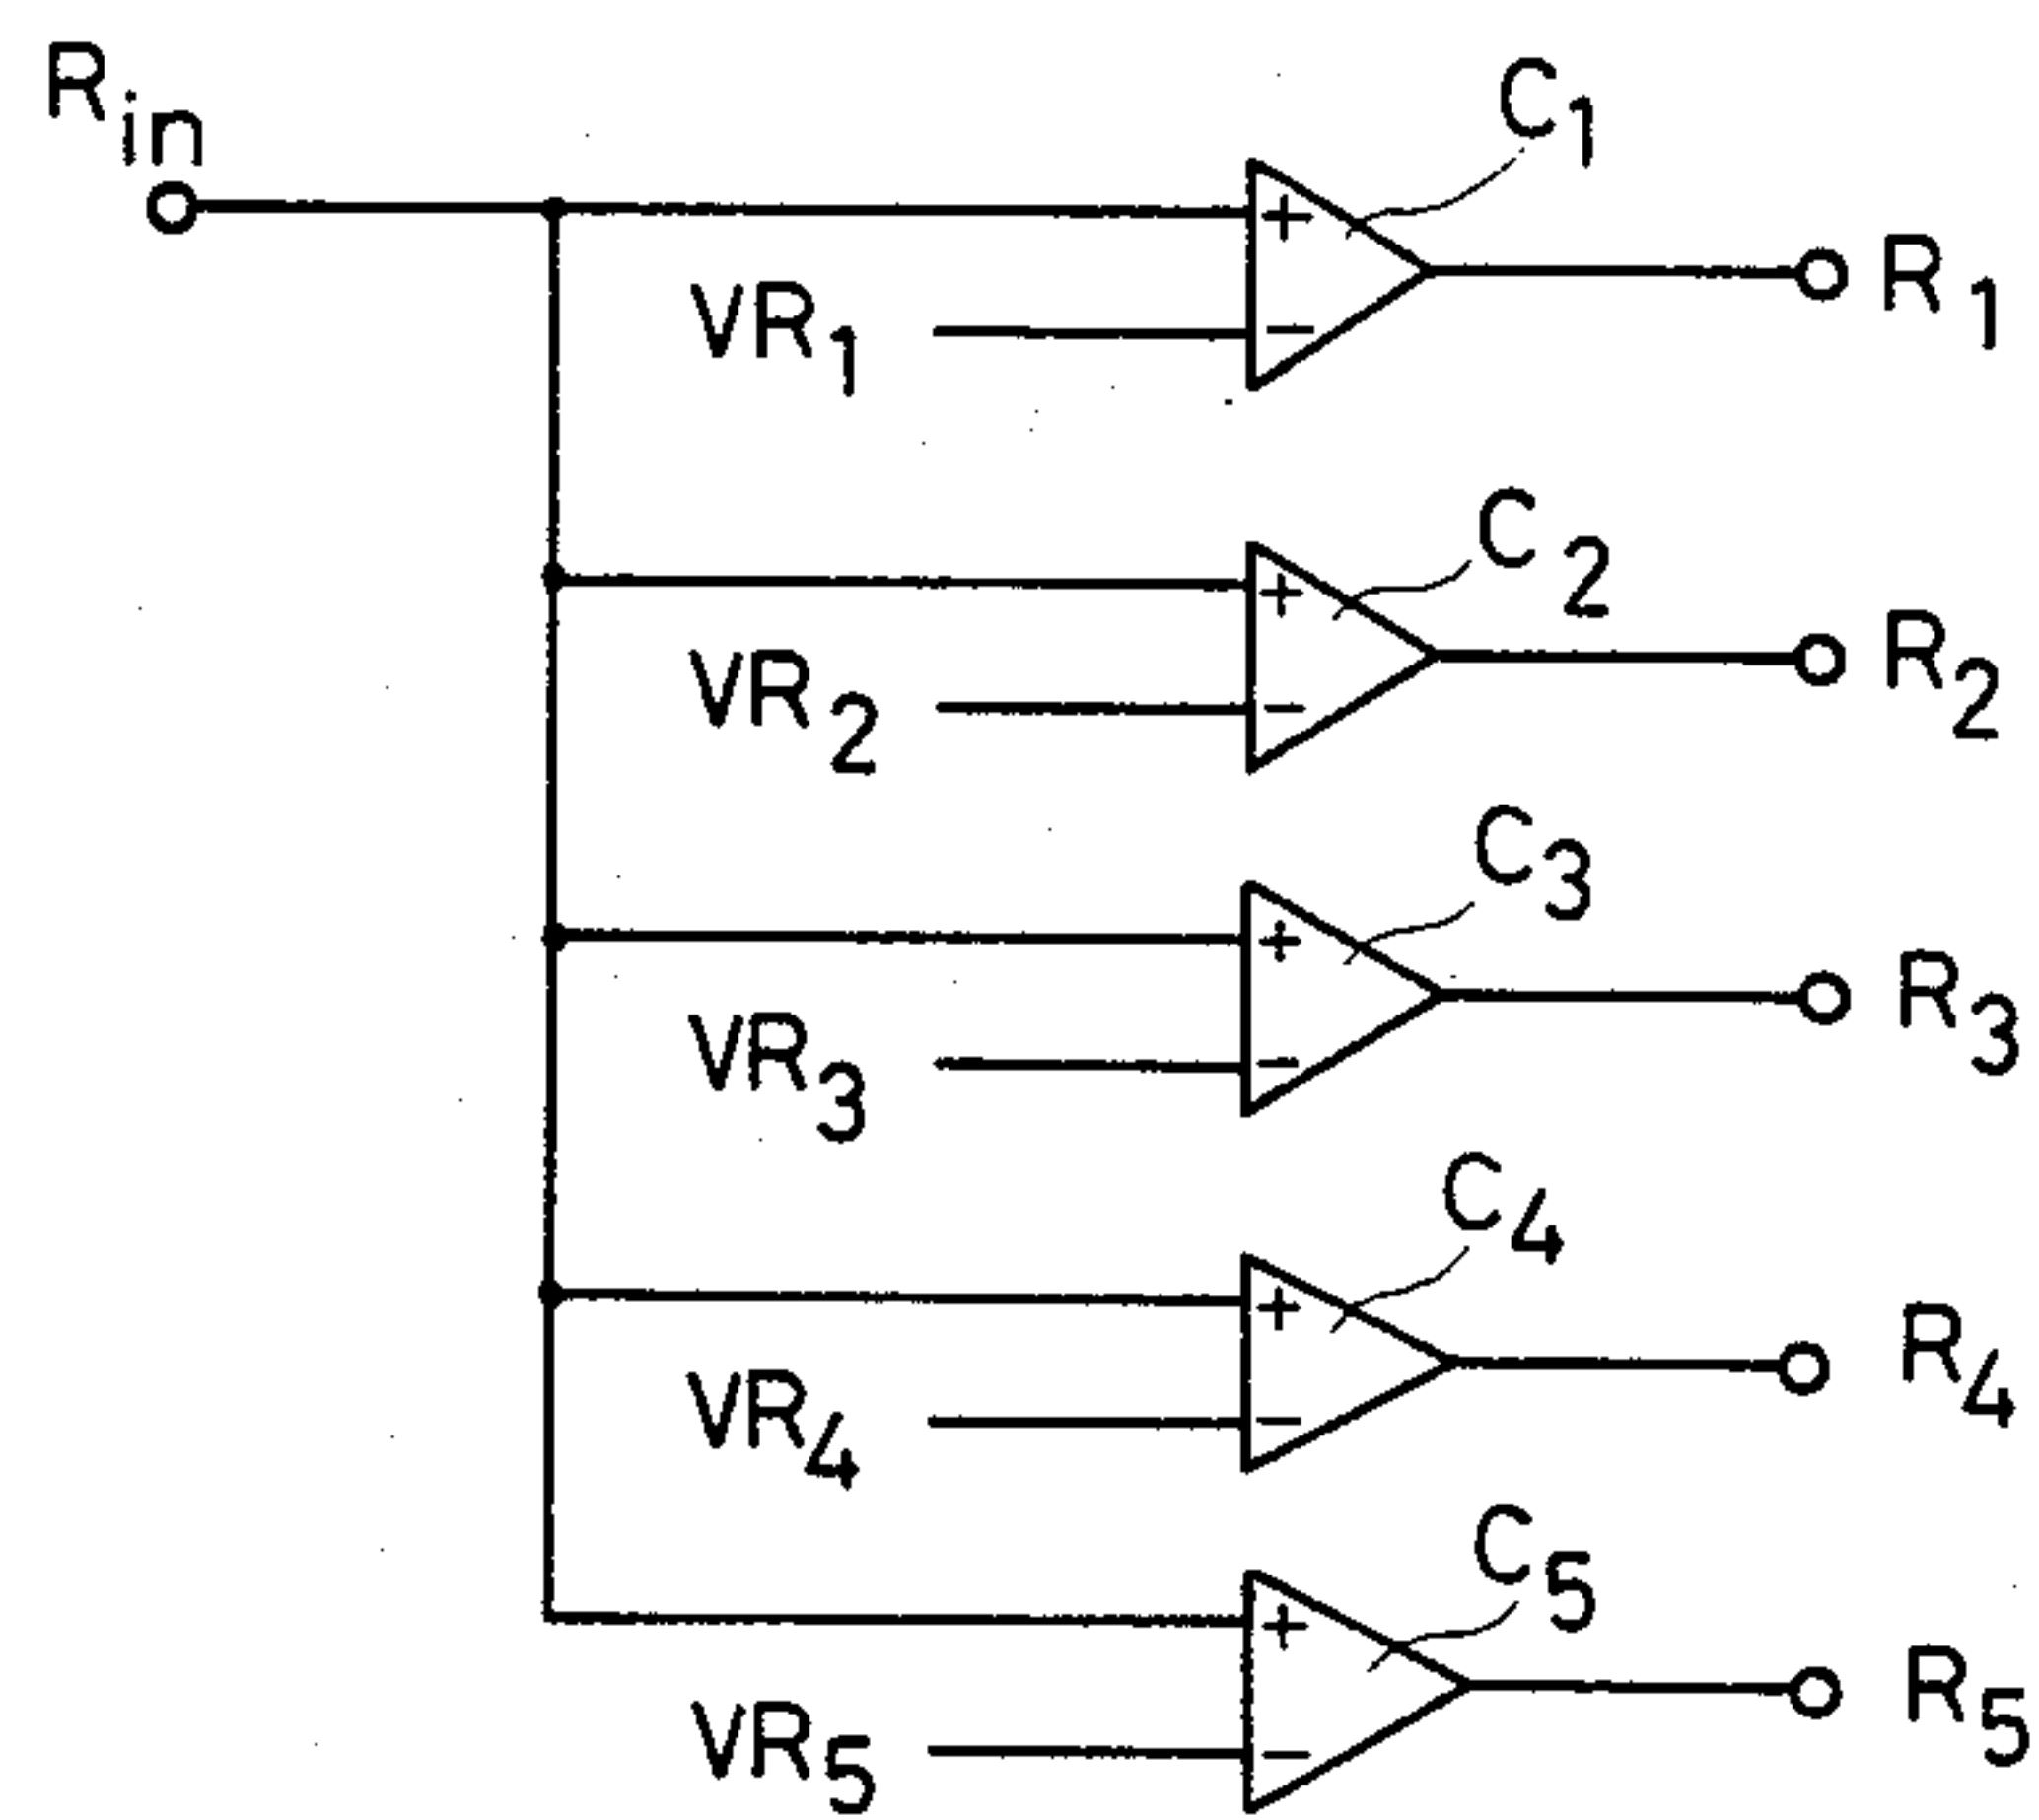 Rin
C1
+
R1
VR1
−
C2
+
R2
VR2
−
C3
+
R3
VR3
−
C4
+
R4
VR4
−
C5
+
R5
VR5
−